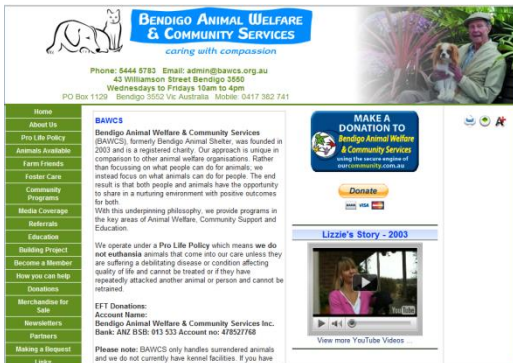 BENDIGO ANIMAL WELFARE
& COMMUNITY SERVICES
caring with compassion
Phone: 5444 5783 Email: admin@bawcs.org.au
43 Williamson Street Bendigo 3550
Wednesdays to Fridays 10am to 4pm
PO Box 1129 Bendigo 3552 Vic Australia Mobile: 0417 382 741
Home
About Us
Pro Life Policy
Animals Available
Farm Friends
Foster Care
Community
Programs
Media Coverage
Referrals
Education
Building Project
Become a Member
How you can help
Donations
Merchandise for
Sale
Newsletters
Partners
Making a Bequest
Links
BAWCS
Bendigo Animal Welfare & Community Services
(BAWCS), formerly Bendigo Animal Shelter, was founded in
2003 and is a registered charity. Our approach is unique in
comparison to other animal welfare organisations. Rather
than focussing on what people can do for animals; we
instead focus on what animals can do for people. The end
result is that both people and animals have the opportunity
to share in a nurturing environment with positive outcomes
for both.
With this underpinning philosophy, we provide programs in
the key areas of Animal Welfare, Community Support and
Education.
We operate under a Pro Life Policy which means we do
not euthansia animals that come into our care unless they
are suffering a debilitating disease or condition affecting
quality of life and cannot be treated or if they have
repeatedly attacked another animal or person and cannot be
retrained.
EFT Donations:
Account Name:
Bendigo Animal Welfare & Community Services Inc.
Bank: ANZ BSB: 013 533 Account no: 478527768
Please note: BAWCS only handles surrendered animals
and we do not currently have kennel facilities. If you have
MAKE A
DONATION TO
Bendigo Animal Welfare
& Community Services
using the secure engine of
ourcommunity.com.au
Donate
VISA
Lizzie's Story - 2003
YouTube
View more YouTube Videos ...